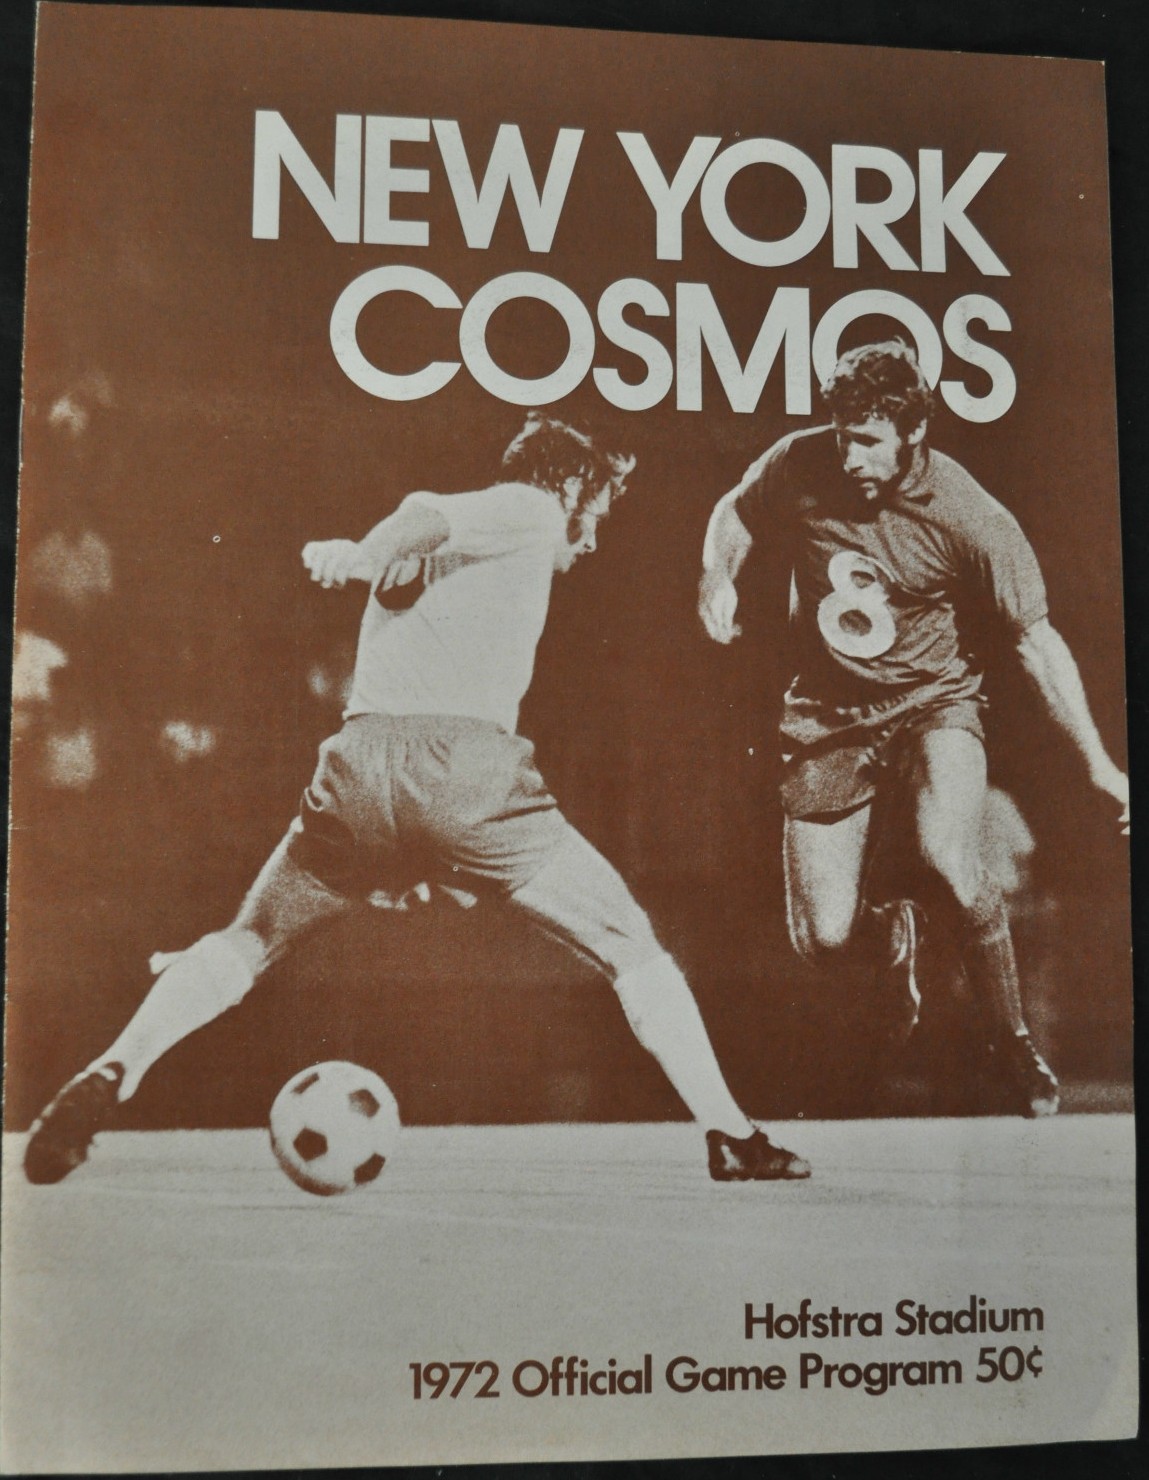 NEW YORK
COSMOS
8
Hofstra Stadium
1972 Official Game Program 50¢